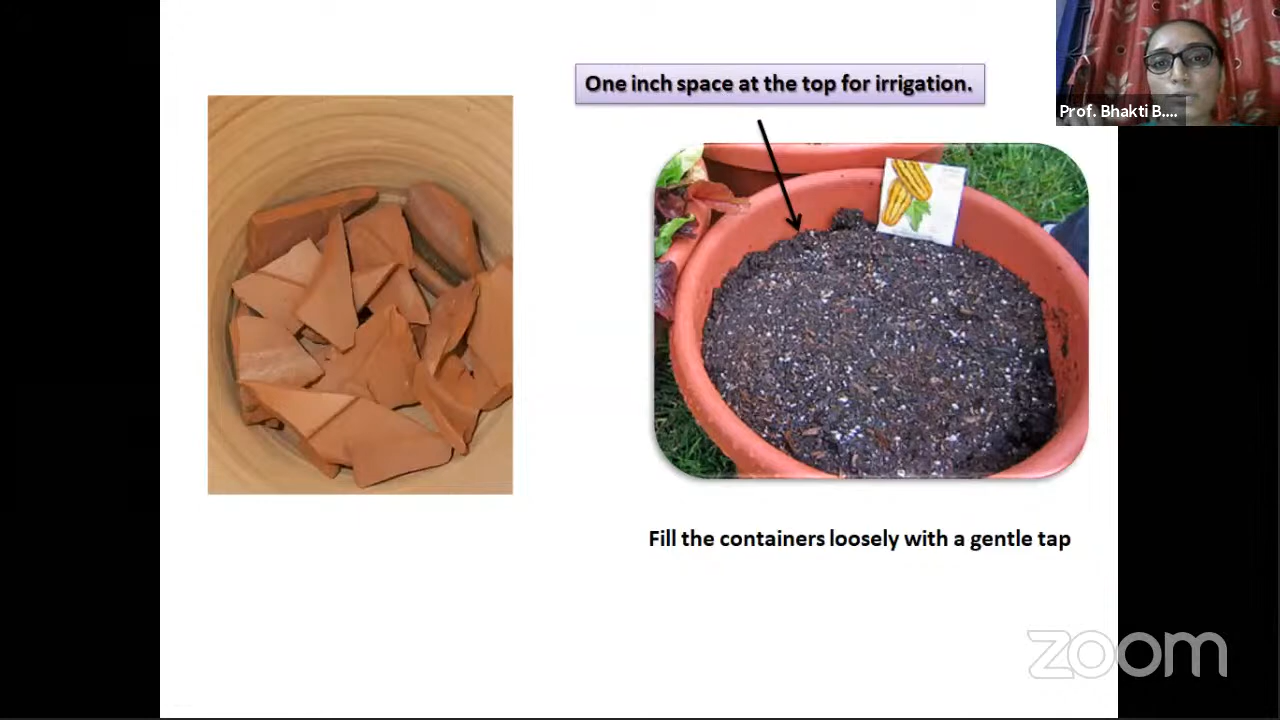 One inch space at the top for irrigation.
Prof. Bhakti B....
Fill the containers loosely with a gentle tap
zoom